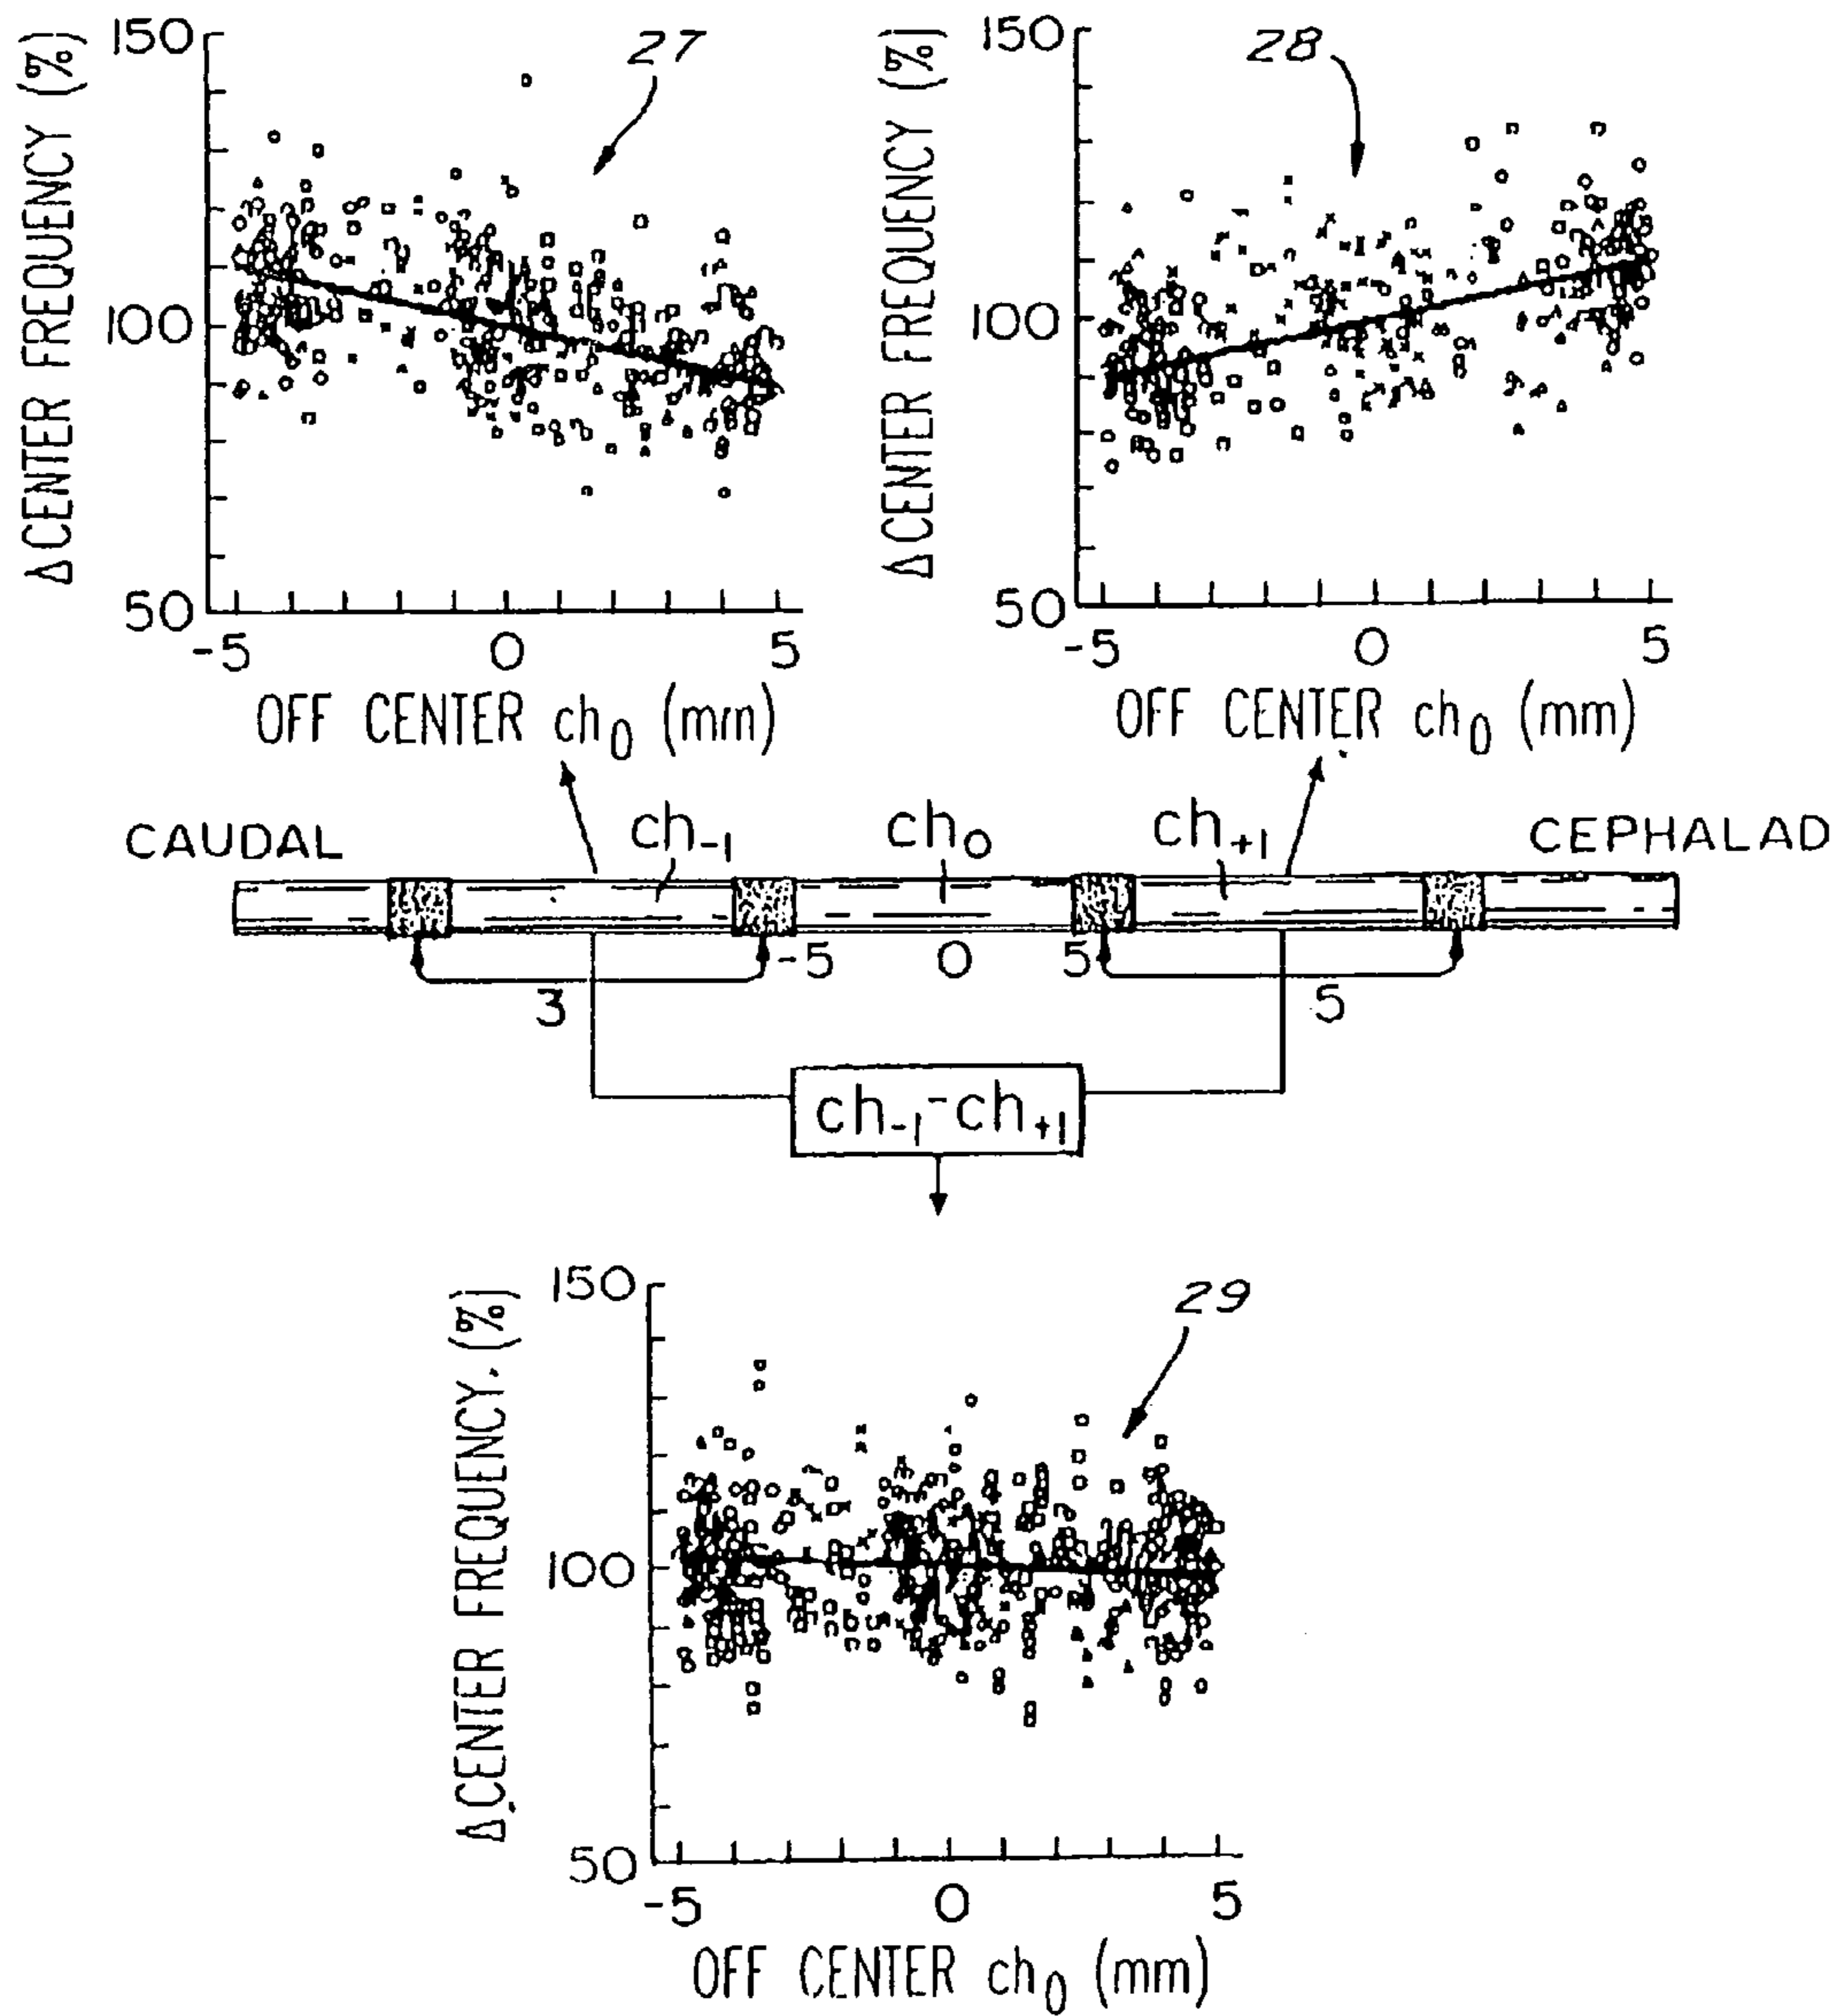 27
Δ CENTER FREQUENCY (%)
150
100
50
-5 0 5
OFF CENTER ch0 (mm)
28
Δ CENTER FREQUENCY (%)
150
100
50
-5 0 5
OFF CENTER ch0 (mm)
CAUDAL ch-1 ch0 ch+1 CEPHALAD
-5 0 5
3 5
ch-1-ch+1
29
Δ CENTER FREQUENCY. (%)
150
100
50
-5 0 5
OFF CENTER ch0 (mm)